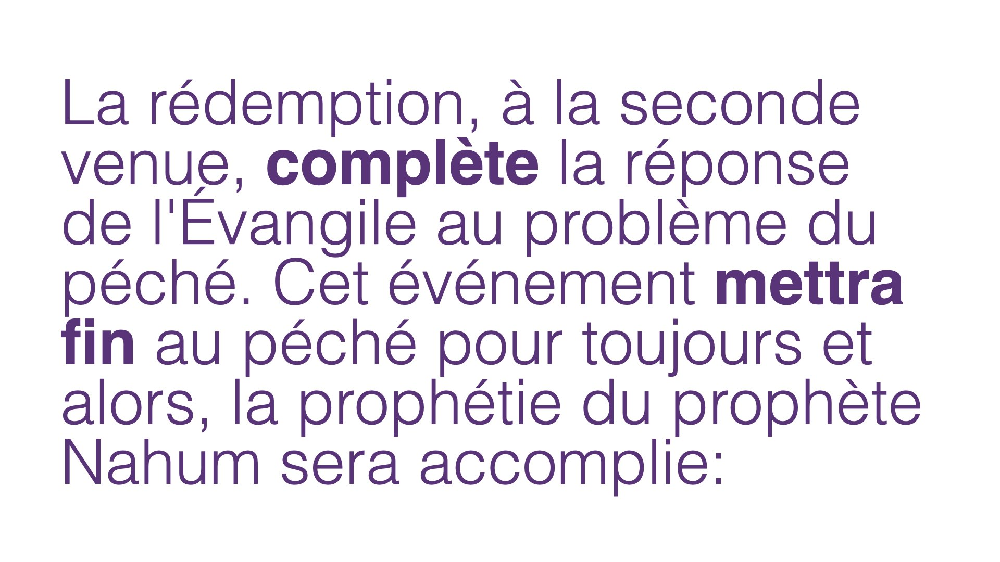 La rédemption, à la seconde
venue, complète la réponse
de l'Évangile au problème du
péché. Cet événement mettra
fin au péché pour toujours et
alors, la prophétie du prophète
Nahum sera accomplie: